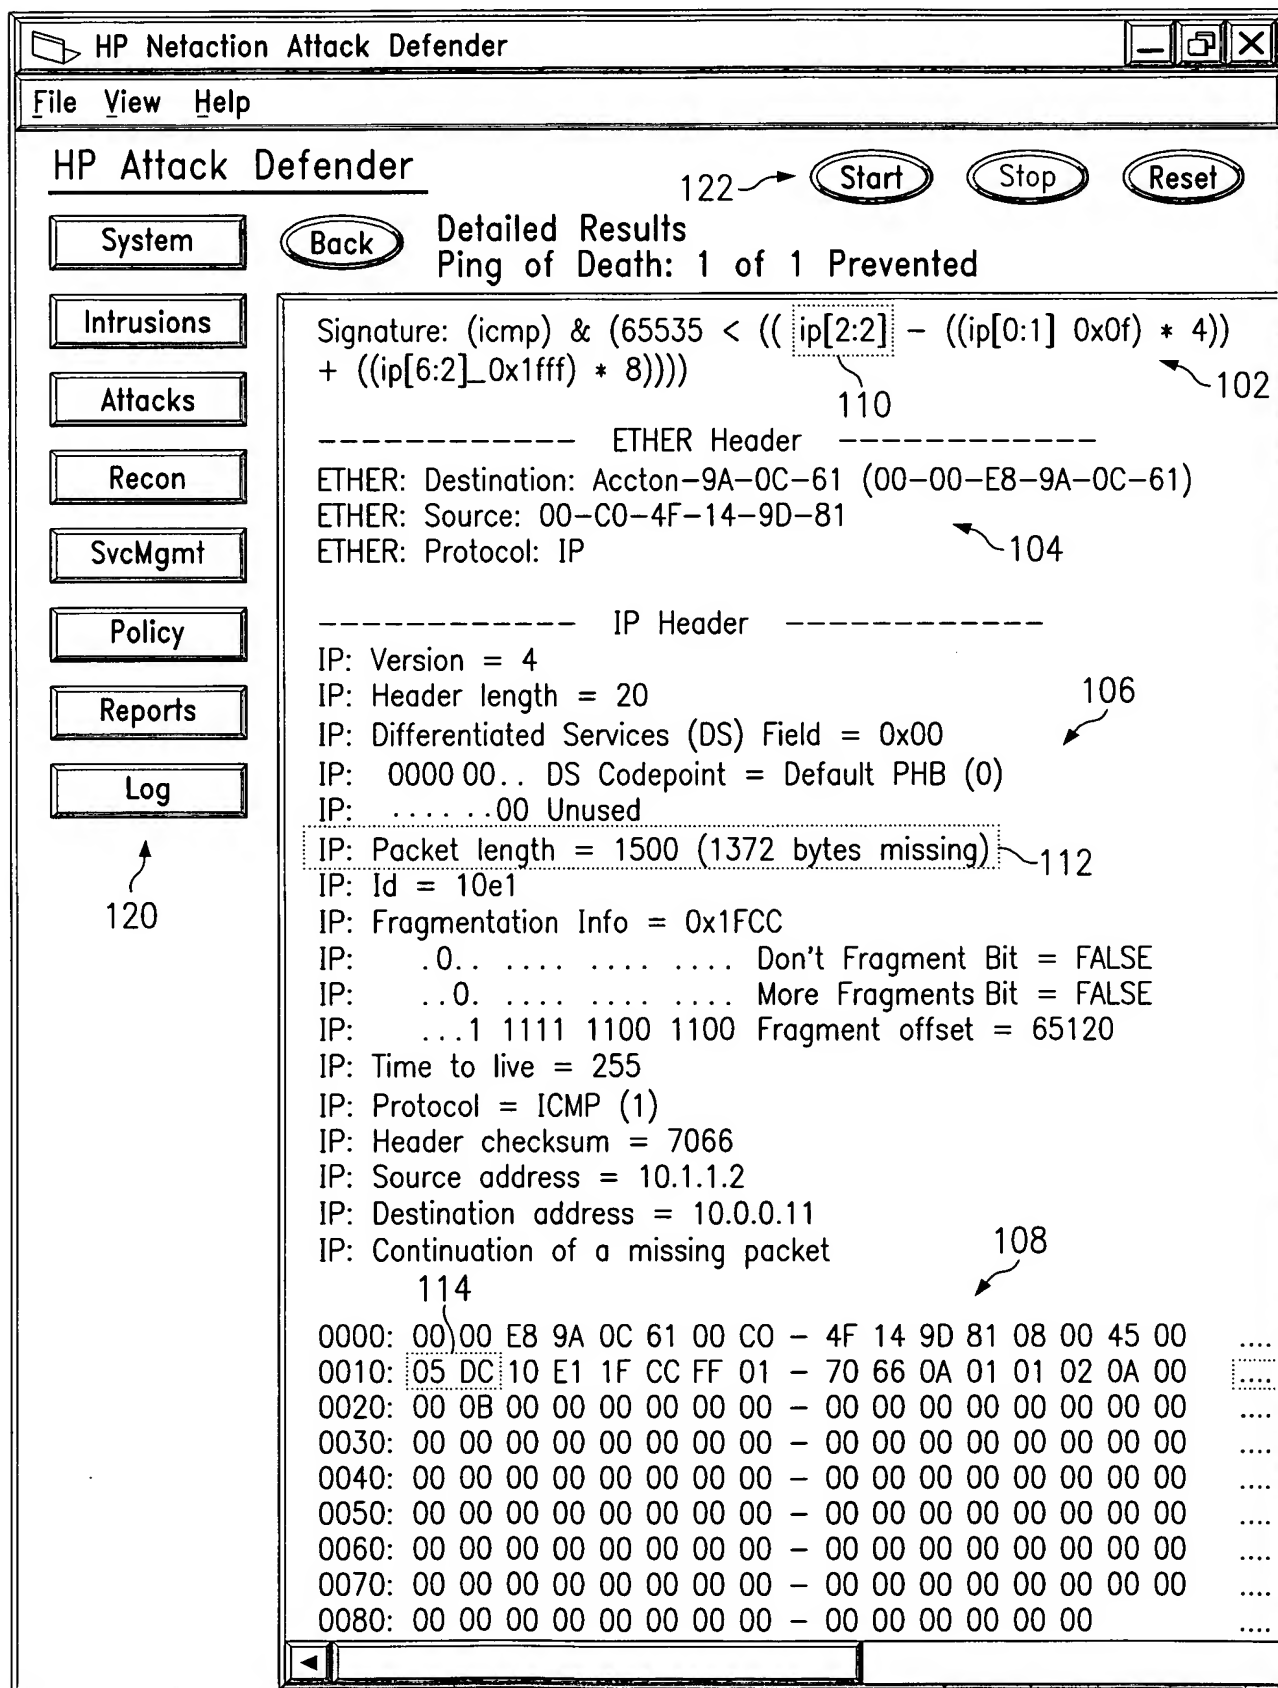 HP Netaction Attack Defender
File View Help
HP Attack Defender
122
Start
Stop
Reset
System
Back
Detailed Results
Ping of Death: 1 of 1 Prevented
Intrusions
Attacks
Recon
SvcMgmt
Policy
Reports
Log
120
Signature: (icmp) & (65535 < (( ip[2:2] – ((ip[0:1] 0x0f) * 4))
+ ((ip[6:2]_0x1fff) * 8))))
110
102
------------ ETHER Header ------------
ETHER: Destination: Accton-9A-0C-61 (00-00-E8-9A-0C-61)
ETHER: Source: 00-C0-4F-14-9D-81
ETHER: Protocol: IP
104
------------ IP Header ------------
IP: Version = 4
IP: Header length = 20
106
IP: Differentiated Services (DS) Field = 0x00
IP: 0000 00.. DS Codepoint = Default PHB (0)
IP: ......00 Unused
IP: Packet length = 1500 (1372 bytes missing)
112
IP: Id = 10e1
IP: Fragmentation Info = 0x1FCC
IP: .0.. .... .... .... Don't Fragment Bit = FALSE
IP: ..0. .... .... .... More Fragments Bit = FALSE
IP: ...1 1111 1100 1100 Fragment offset = 65120
IP: Time to live = 255
IP: Protocol = ICMP (1)
IP: Header checksum = 7066
IP: Source address = 10.1.1.2
IP: Destination address = 10.0.0.11
IP: Continuation of a missing packet
108
114
0000: 00 00 E8 9A 0C 61 00 C0 – 4F 14 9D 81 08 00 45 00 ....
0010: 05 DC 10 E1 1F CC FF 01 – 70 66 0A 01 01 02 0A 00 ....
0020: 00 0B 00 00 00 00 00 00 – 00 00 00 00 00 00 00 00 ....
0030: 00 00 00 00 00 00 00 00 – 00 00 00 00 00 00 00 00 ....
0040: 00 00 00 00 00 00 00 00 – 00 00 00 00 00 00 00 00 ....
0050: 00 00 00 00 00 00 00 00 – 00 00 00 00 00 00 00 00 ....
0060: 00 00 00 00 00 00 00 00 – 00 00 00 00 00 00 00 00 ....
0070: 00 00 00 00 00 00 00 00 – 00 00 00 00 00 00 00 00 ....
0080: 00 00 00 00 00 00 00 00 – 00 00 00 00 00 00 ....